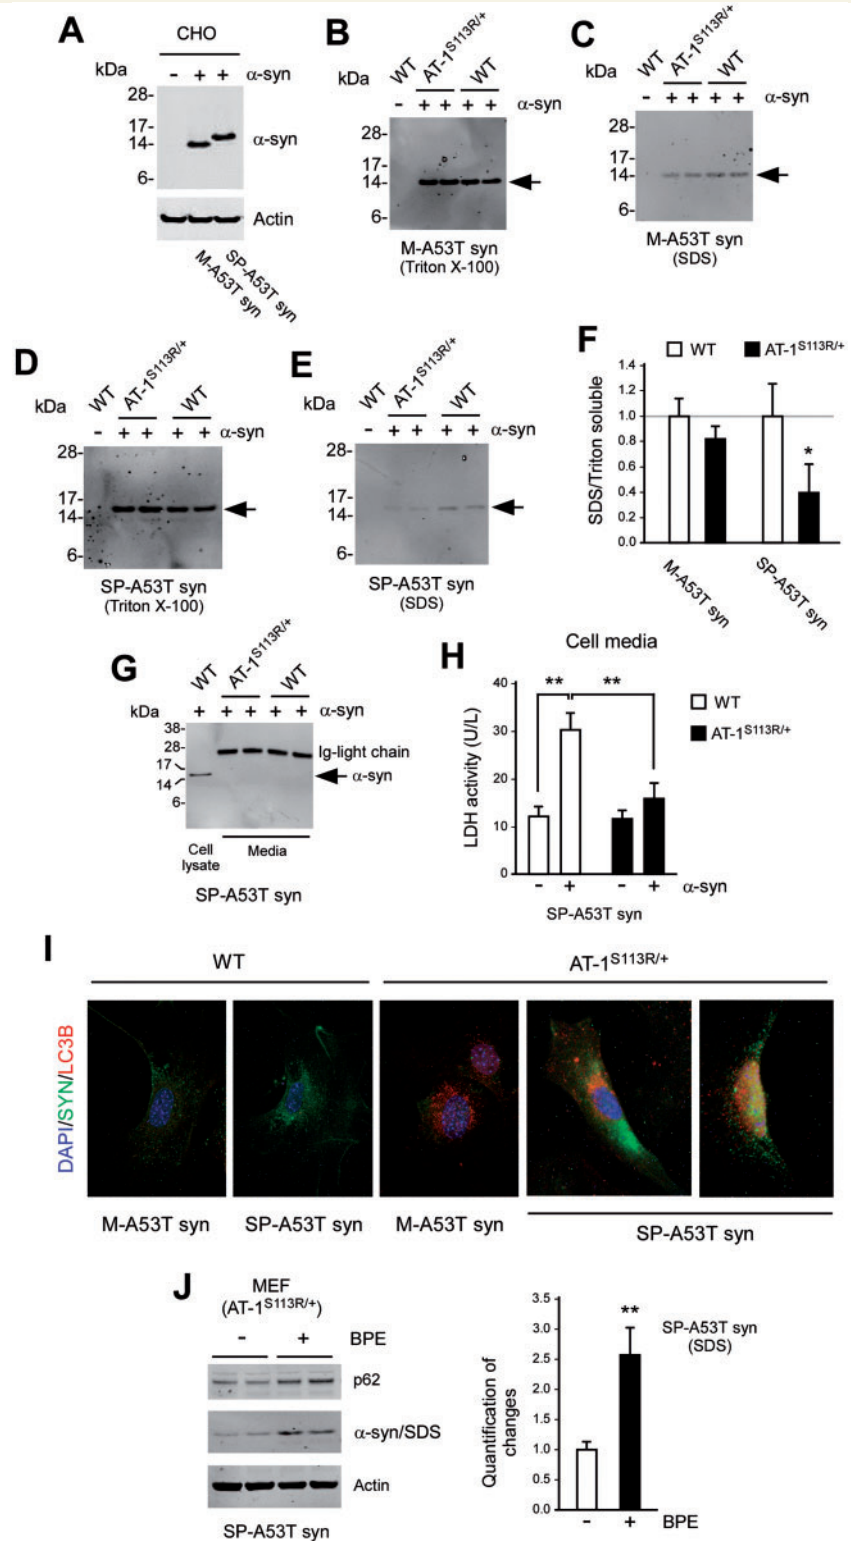 A
CHO
kDa
- + + α-syn
28-
17-
14-
6-
α-syn
Actin
M-A53T syn
SP-A53T syn
B
kDa
WT
AT-1S113R/+
WT
- + + + + α-syn
28-
17-
14-
6-
M-A53T syn
(Triton X-100)
C
kDa
WT
AT-1S113R/+
WT
- + + + + α-syn
28-
17-
14-
6-
M-A53T syn
(SDS)
D
kDa
WT
AT-1S113R/+
WT
- + + + + α-syn
28-
17-
14-
6-
SP-A53T syn
(Triton X-100)
E
kDa
WT
AT-1S113R/+
WT
- + + + + α-syn
28-
17-
14-
6-
SP-A53T syn
(SDS)
F
WT AT-1S113R/+
SDS/Triton soluble
1.4
1.2
1.0
0.8
0.6
0.4
0.2
0.0
*
M-A53T syn
SP-A53T syn
G
kDa
WT
AT-1S113R/+
WT
+ + + + + α-syn
38-
28-
17
14
6-
Ig-light chain
α-syn
Cell
lysate
Media
SP-A53T syn
H
Cell media
LDH activity (U/L)
40
30
20
10
0
** **
WT
AT-1S113R/+
- + - + α-syn
SP-A53T syn
I
WT AT-1S113R/+
DAPI/SYN/LC3B
M-A53T syn SP-A53T syn M-A53T syn SP-A53T syn
J
MEF
(AT-1S113R/+)
- + BPE
p62
α-syn/SDS
Actin
SP-A53T syn
Quantification of
changes
3.5
3.0
2.5
2.0
1.5
1.0
0.5
0.0
**
SP-A53T syn
(SDS)
- + BPE